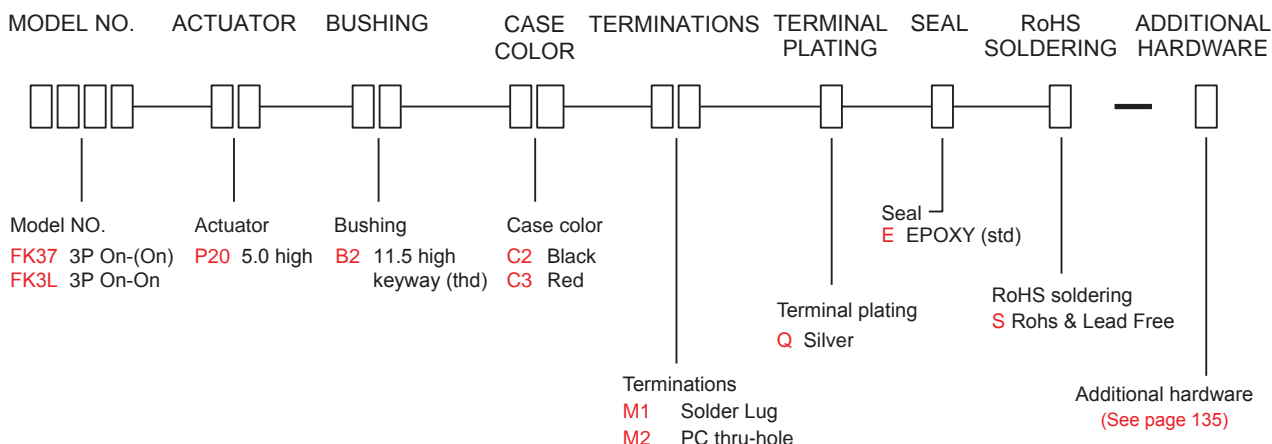 MODEL NO. ACTUATOR BUSHING CASE COLOR TERMINATIONS TERMINAL PLATING SEAL RoHS SOLDERING ADDITIONAL HARDWARE
Model NO.
FK37 3P On-(On)
FK3L 3P On-On
Actuator
P20 5.0 high
Bushing
B2 11.5 high
keyway (thd)
Case color
C2 Black
C3 Red
Terminations
M1 Solder Lug
M2 PC thru-hole
Terminal plating
Q Silver
Seal
E EPOXY (std)
RoHS soldering
S Rohs & Lead Free
Additional hardware
(See page 135)